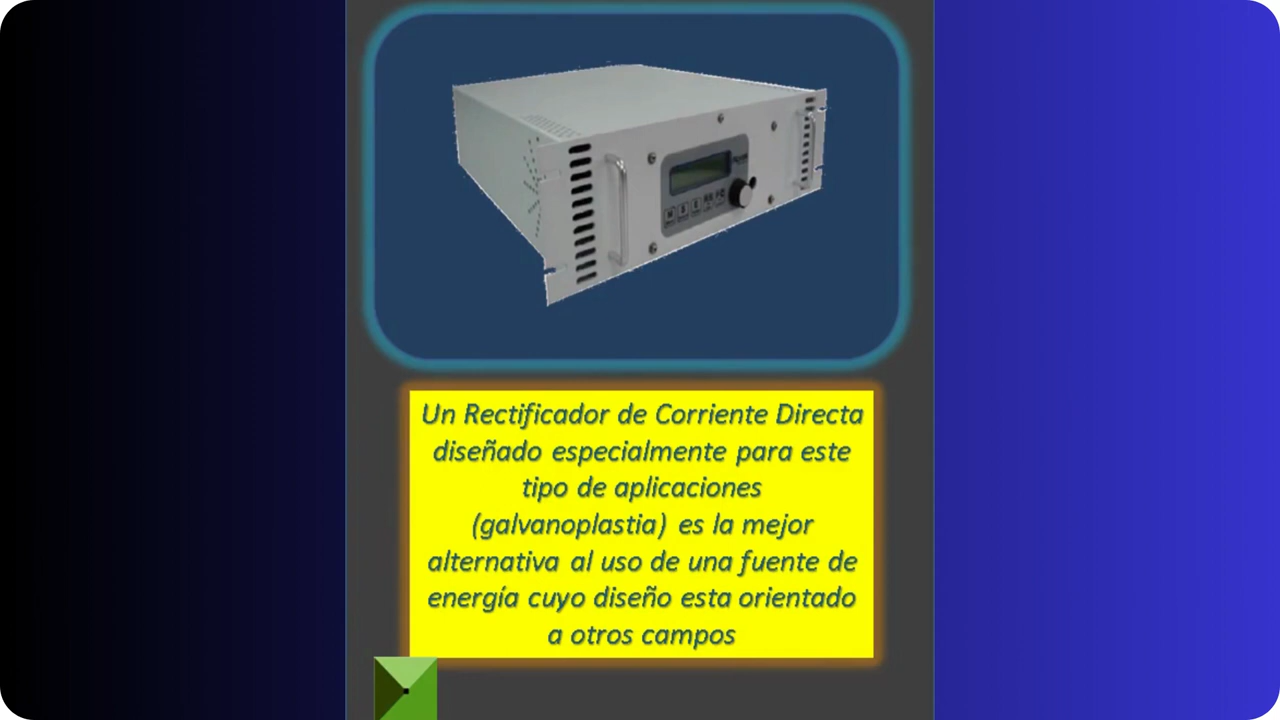 Un Rectificador de Corriente Directa
diseñado especialmente para este
tipo de aplicaciones
(galvanoplastia) es la mejor
alternativa al uso de una fuente de
energía cuyo diseño esta orientado
a otros campos